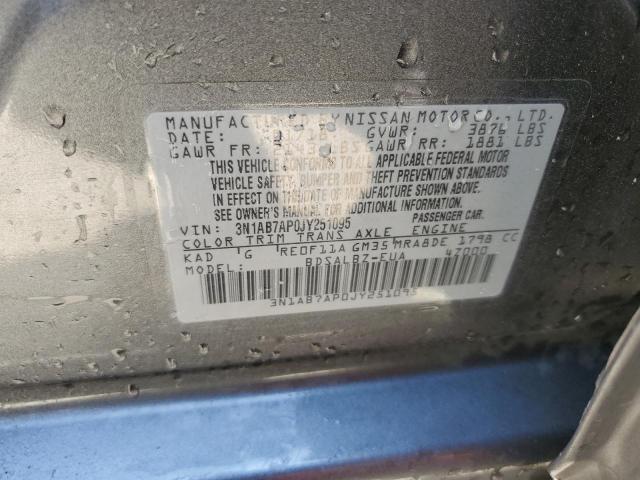 MANUFACTURED BY NISSAN MOTOR CO., LTD.
DATE: GVWR: 3876 LBS
GAWR FR: LBS GAWR RR: 1881 LBS
THIS VEHICLE CONFORMS TO ALL APPLICABLE FEDERAL MOTOR
VEHICLE SAFETY, BUMPER AND THEFT PREVENTION STANDARDS
IN EFFECT ON THE DATE OF MANUFACTURE SHOWN ABOVE.
SEE OWNER'S MANUAL FOR ADDITIONAL INFORMATION.
VIN: 3N1AB7AP0JY251095 PASSENGER CAR
COLOR TRIM TRANS AXLE ENGINE
KAD G RE0F11A GM35 MRA8DE 1798 CC
BDSALBZ-EUA 4Z000
3N1AB7AP0JY251095